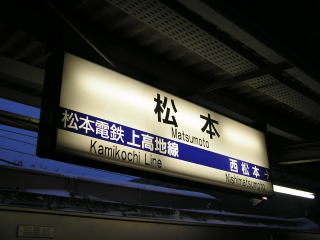 松本
Matsumoto
松本電鉄上高地線
Kamikochi Line
西松本
Nishimatsumoto